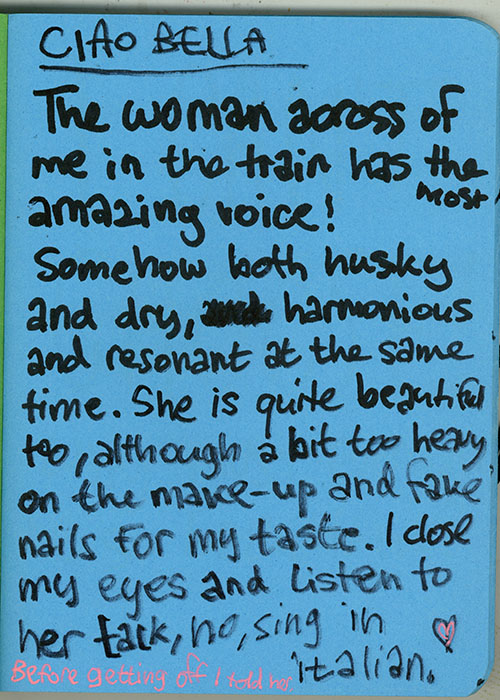 CIAO BELLA
The woman across of
me in the train has the
most
amazing voice!
Somehow both husky
and dry, harmonious
and resonant at the same
time. She is quite beautiful
too, although a bit too heavy
on the make-up and fake
nails for my taste. I close
my eyes and listen to
her talk, no, sing in
italian.
Before getting off I told her